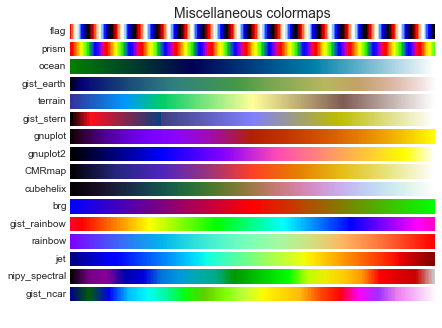 Miscellaneous colormaps
flag
prism
ocean
gist_earth
terrain
gist_stern
gnuplot
gnuplot2
CMRmap
cubehelix
brg
gist_rainbow
rainbow
jet
nipy_spectral
gist_ncar